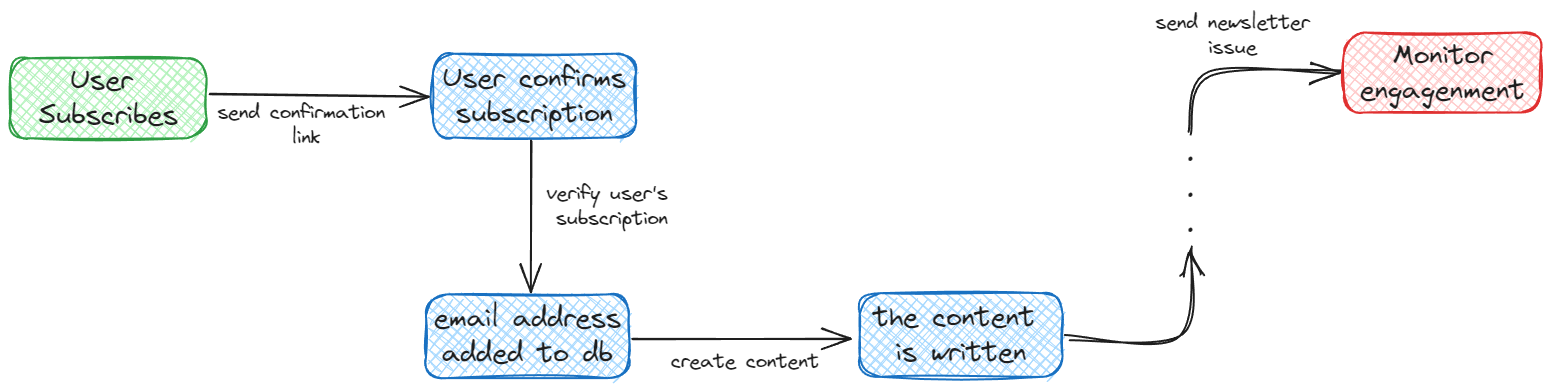 User
Subscribes
send confirmation
link
User confirms
subscription
verify user's
subscription
email address
added to db
create content
the content
is written
send newsletter
issue
Monitor
engagenment